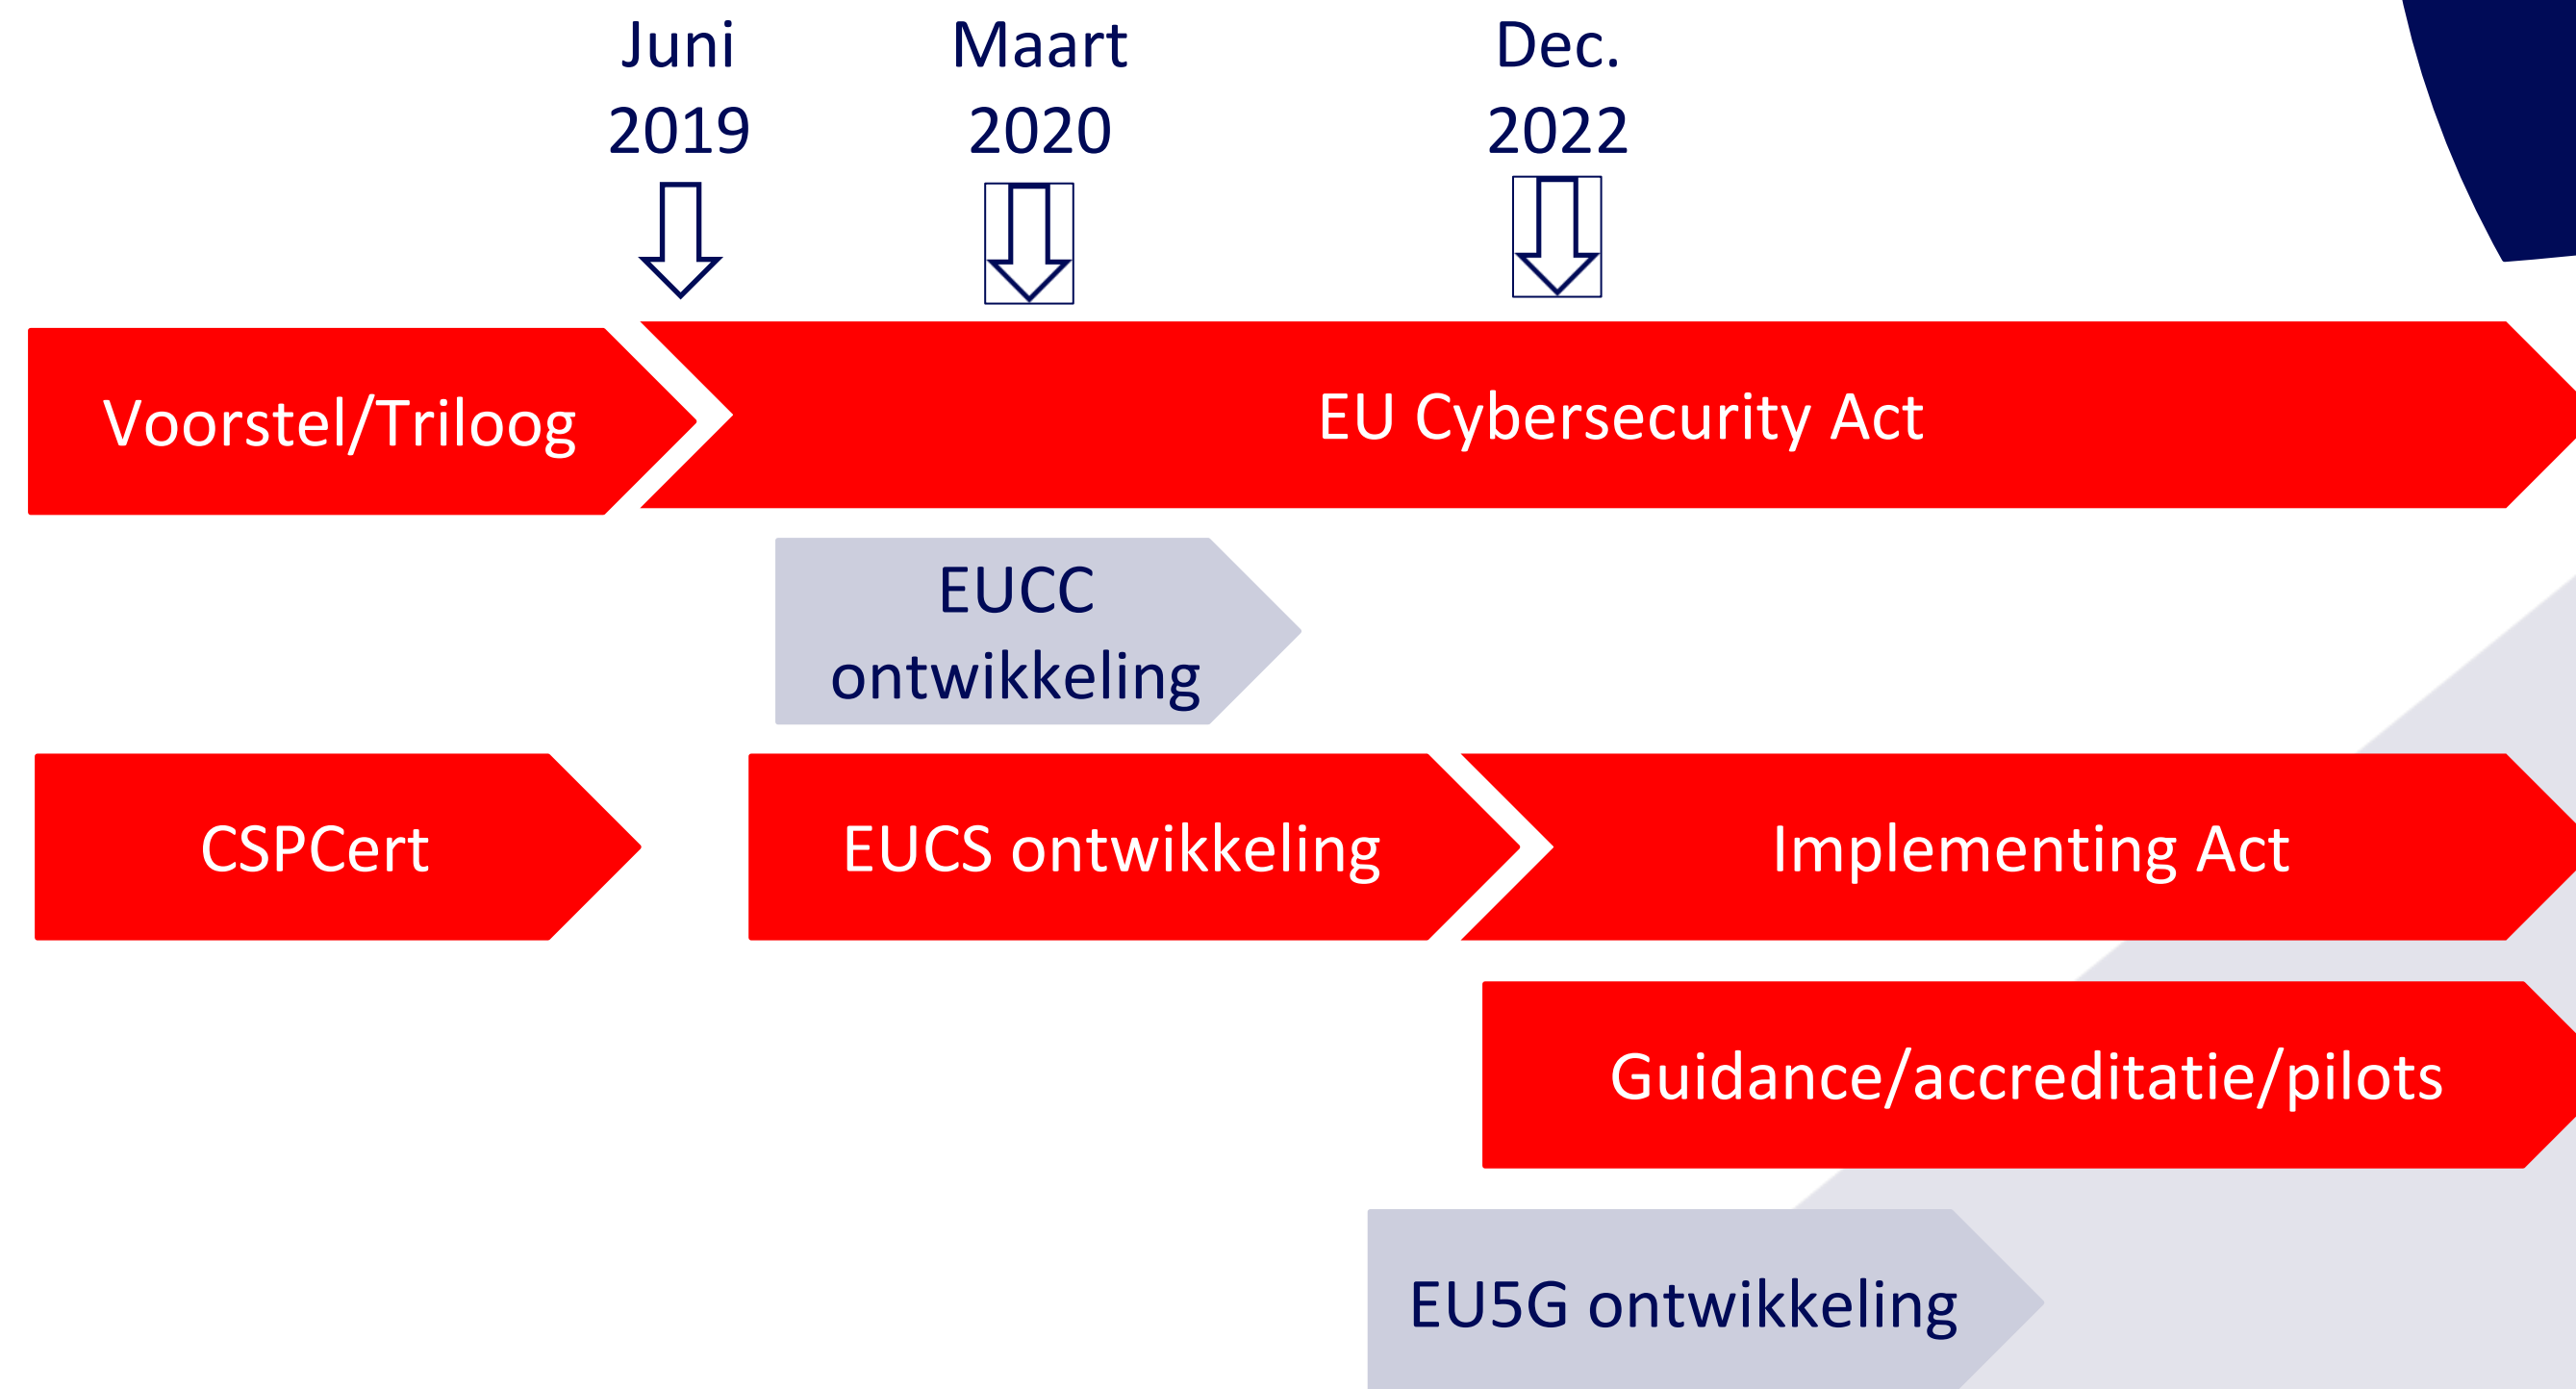 Juni
2019
Maart
2020
Dec.
2022
Voorstel/Triloog
EU Cybersecurity Act
EUCC
ontwikkeling
CSPCert
EUCS ontwikkeling
Implementing Act
Guidance/accreditatie/pilots
EU5G ontwikkeling